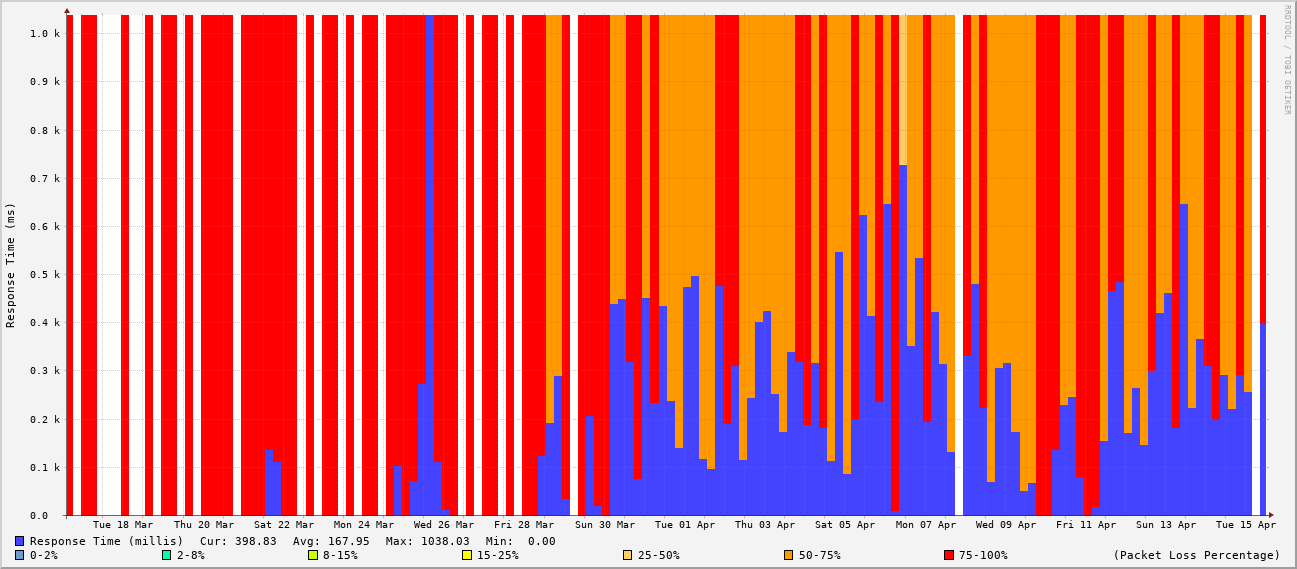 RRDTOOL / TOBI OETIKER
Response Time (ms)
1.0 k
0.9 k
0.8 k
0.7 k
0.6 k
0.5 k
0.4 k
0.3 k
0.2 k
0.1 k
0.0
Tue 18 Mar Thu 20 Mar Sat 22 Mar Mon 24 Mar Wed 26 Mar Fri 28 Mar Sun 30 Mar Tue 01 Apr Thu 03 Apr Sat 05 Apr Mon 07 Apr Wed 09 Apr Fri 11 Apr Sun 13 Apr Tue 15 Apr
Response Time (millis) Cur: 398.83 Avg: 167.95 Max: 1038.03 Min: 0.00
0-2% 2-8% 8-15% 15-25% 25-50% 50-75% 75-100% (Packet Loss Percentage)